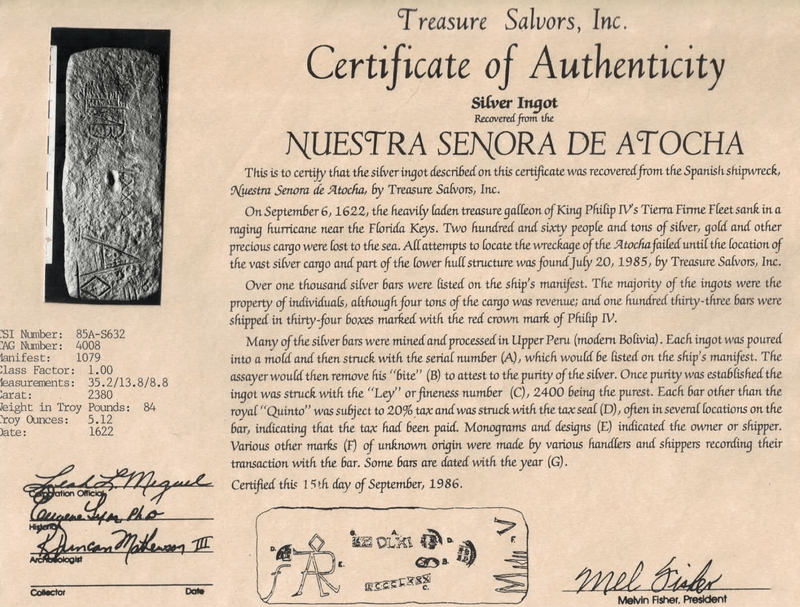 Treasure Salvors, Inc.
Certificate of Authenticity
Silver Ingot
Recovered from the
NUESTRA SENORA DE ATOCHA
This is to certify that the silver ingot described on this certificate was recovered from the Spanish shipwreck,
Nuestra Senora de Atocha, by Treasure Salvors, Inc.
On September 6, 1622, the heavily laden treasure galleon of King Philip IV's Tierra Firme Fleet sank in a
raging hurricane near the Florida Keys. Two hundred and sixty people and tons of silver, gold and other
precious cargo were lost to the sea. All attempts to locate the wreckage of the Atocha failed until the location of
the vast silver cargo and part of the lower hull structure was found July 20, 1985, by Treasure Salvors, Inc.
Over one thousand silver bars were listed on the ship's manifest. The majority of the ingots were the
property of individuals, although four tons of the cargo was revenue; and one hundred thirty-three bars were
shipped in thirty-four boxes marked with the red crown mark of Philip IV.
Many of the silver bars were mined and processed in Upper Peru (modern Bolivia). Each ingot was poured
into a mold and then struck with the serial number (A), which would be listed on the ship's manifest. The
assayer would then remove his "bite" (B) to attest to the purity of the silver. Once purity was established the
ingot was struck with the "Ley" or fineness number (C), 2400 being the purest. Each bar other than the
royal "Quinto" was subject to 20% tax and was struck with the tax seal (D), often in several locations on the
bar, indicating that the tax had been paid. Monograms and designs (E) indicated the owner or shipper.
Various other marks (F) of unknown origin were made by various handlers and shippers recording their
transaction with the bar. Some bars are dated with the year (G).
Certified this 15th day of September, 1986.
TSI Number: 85A-S632
TAG Number: 4008
Manifest: 1079
Class Factor: 1.00
Measurements: 35.2/13.8/8.8
Carat: 2380
Weight in Troy Pounds: 84
Troy Ounces: 5.12
Date: 1622
Leah L. Miguel
Corporation Official
Eugene Lyon PhD
Historian
R Duncan Mathewson III
Archaeologist
Collector Date
Mel Fisher
Melvin Fisher, President